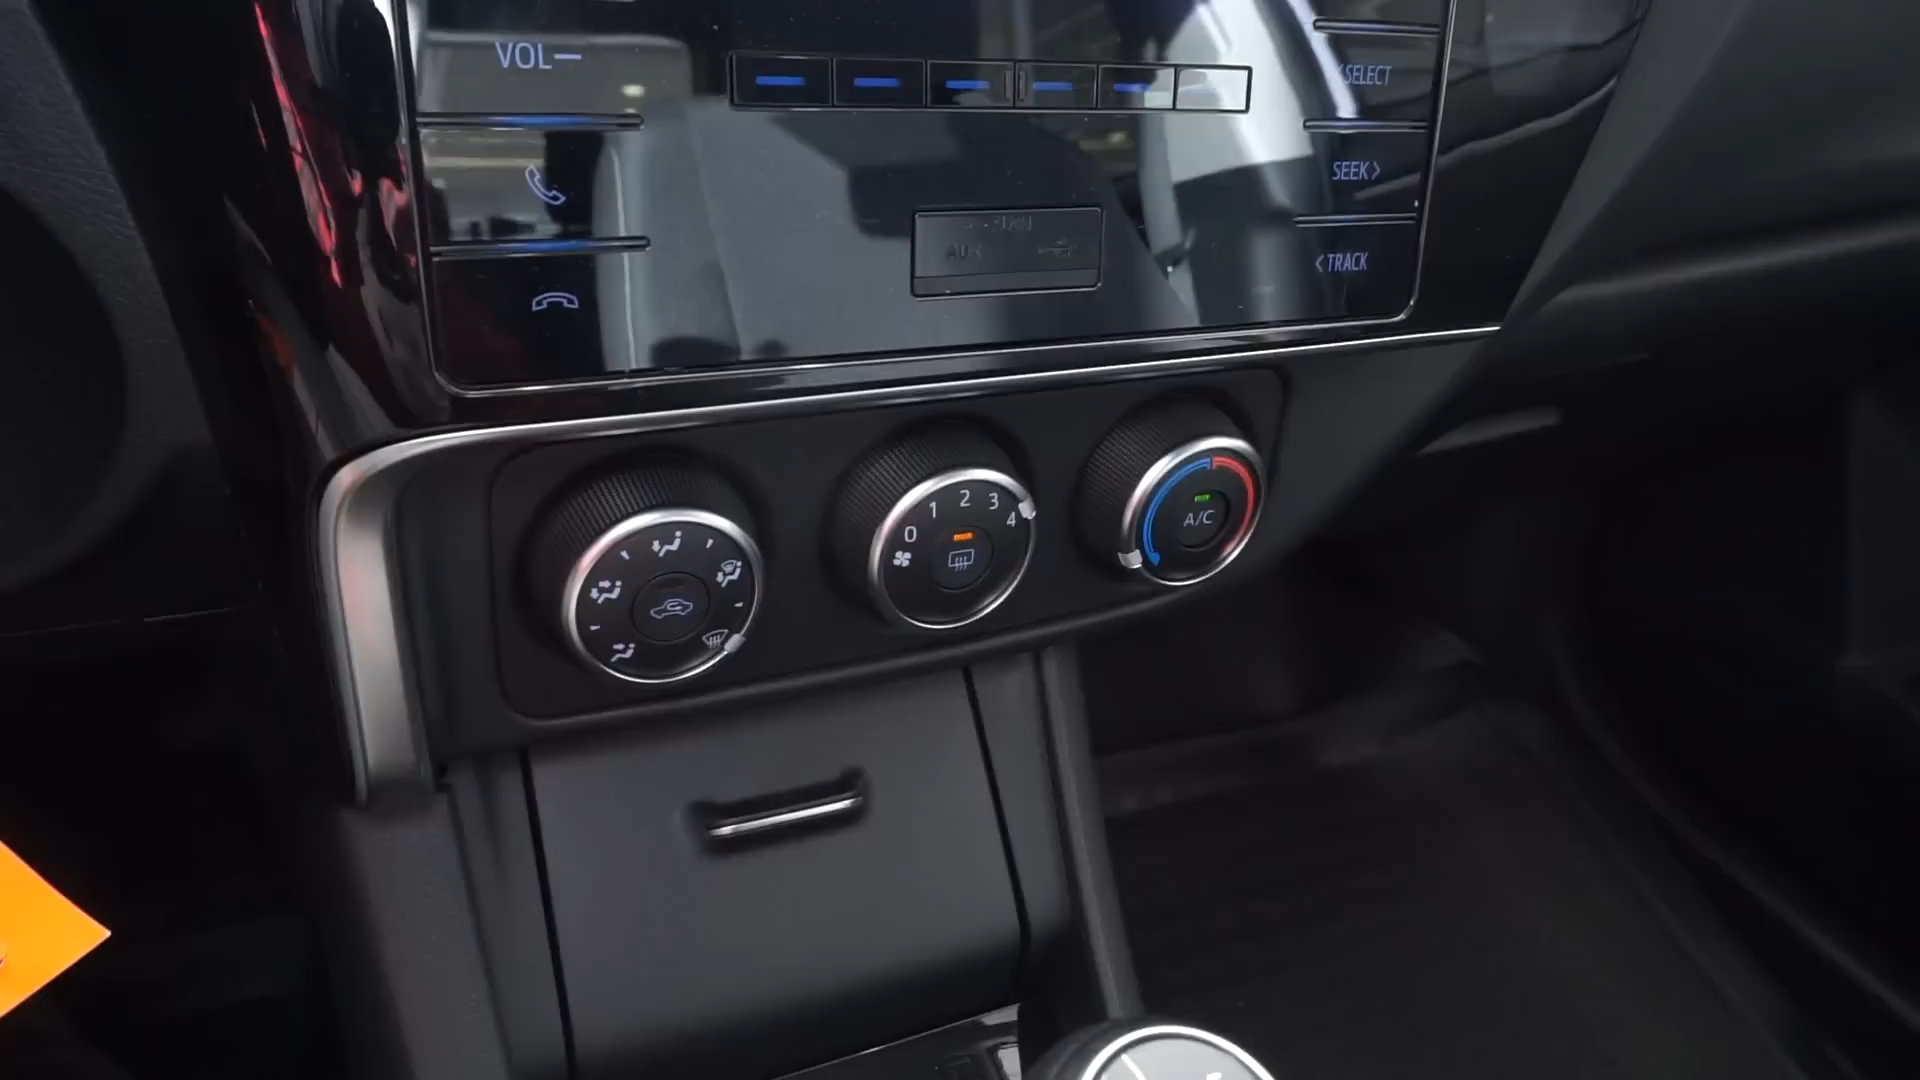 VOL—
SELECT
SEEK>
AUX
<TRACK
0 1 2 3 4
A/C